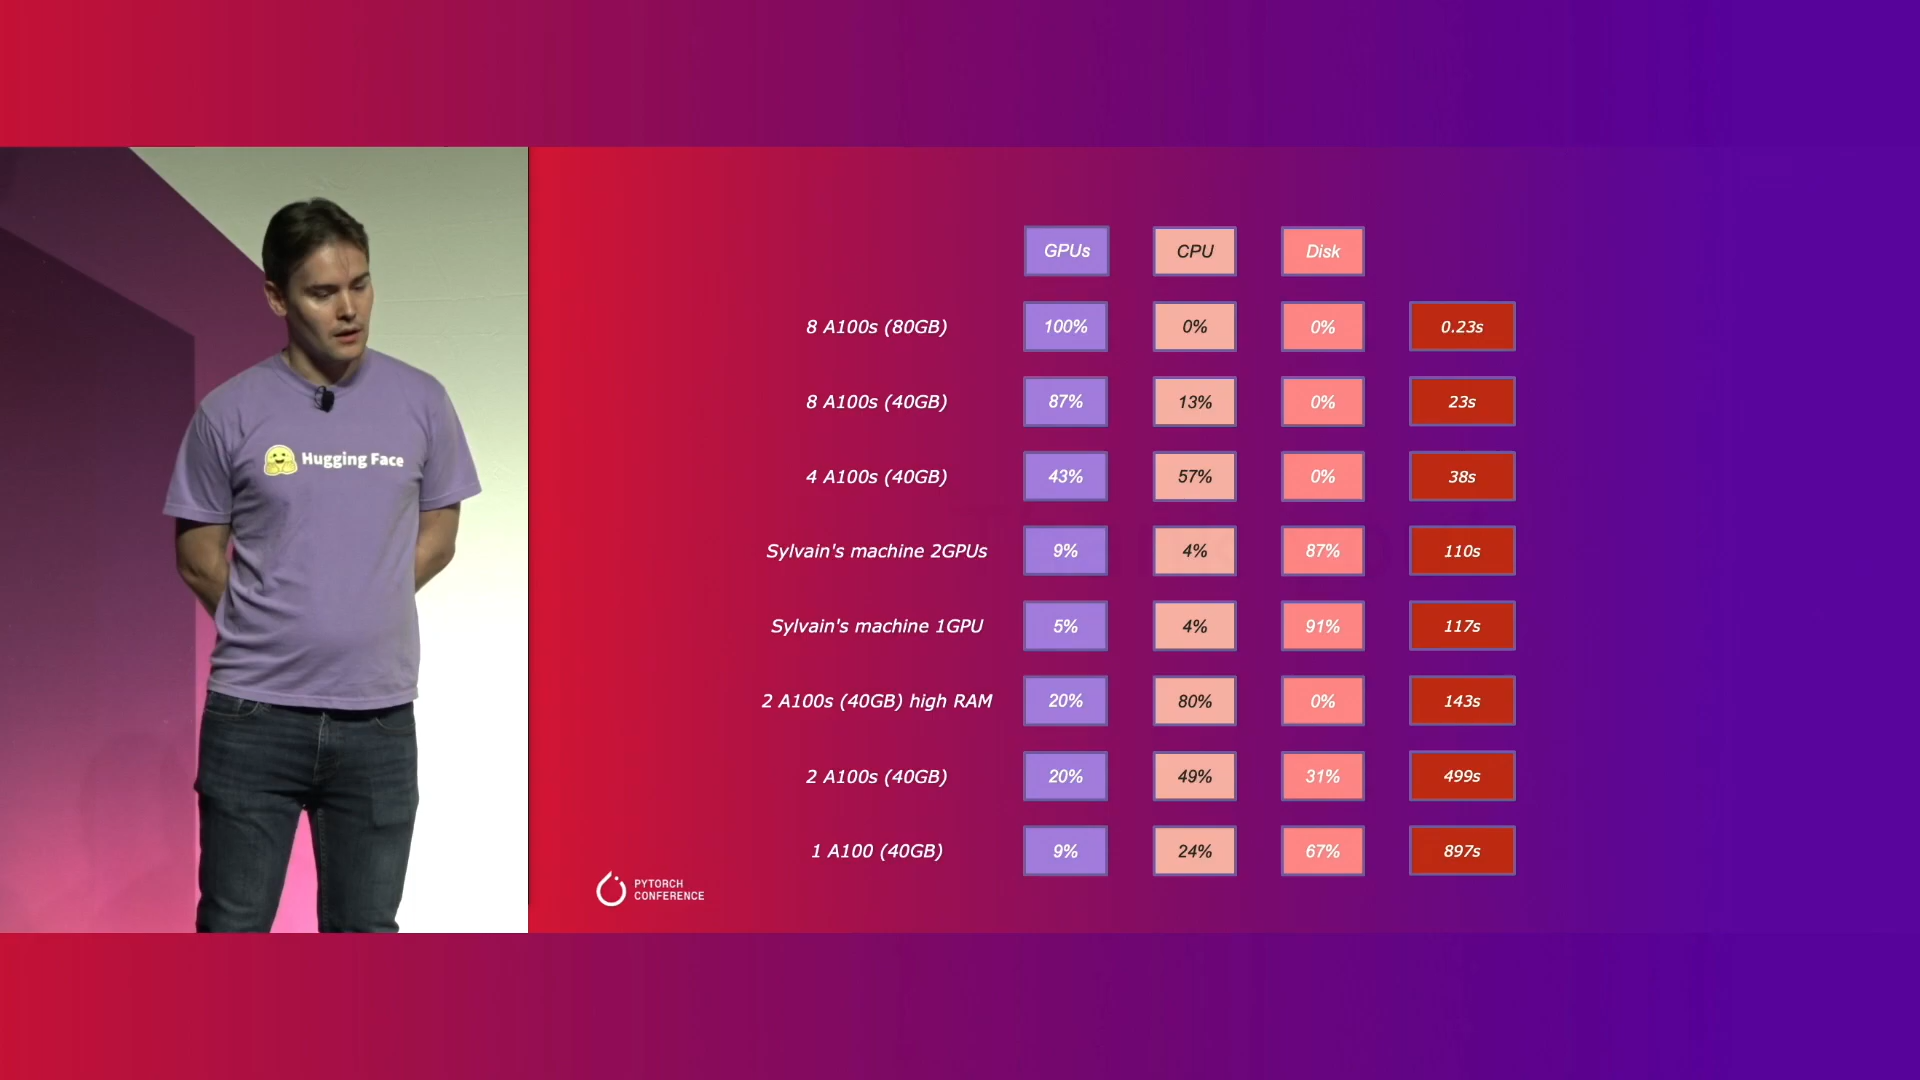 Hugging Face
GPUs CPU Disk
8 A100s (80GB) 100% 0% 0% 0.23s
8 A100s (40GB) 87% 13% 0% 23s
4 A100s (40GB) 43% 57% 0% 38s
Sylvain's machine 2GPUs 9% 4% 87% 110s
Sylvain's machine 1GPU 5% 4% 91% 117s
2 A100s (40GB) high RAM 20% 80% 0% 143s
2 A100s (40GB) 20% 49% 31% 499s
1 A100 (40GB) 9% 24% 67% 897s
PYTORCH
CONFERENCE